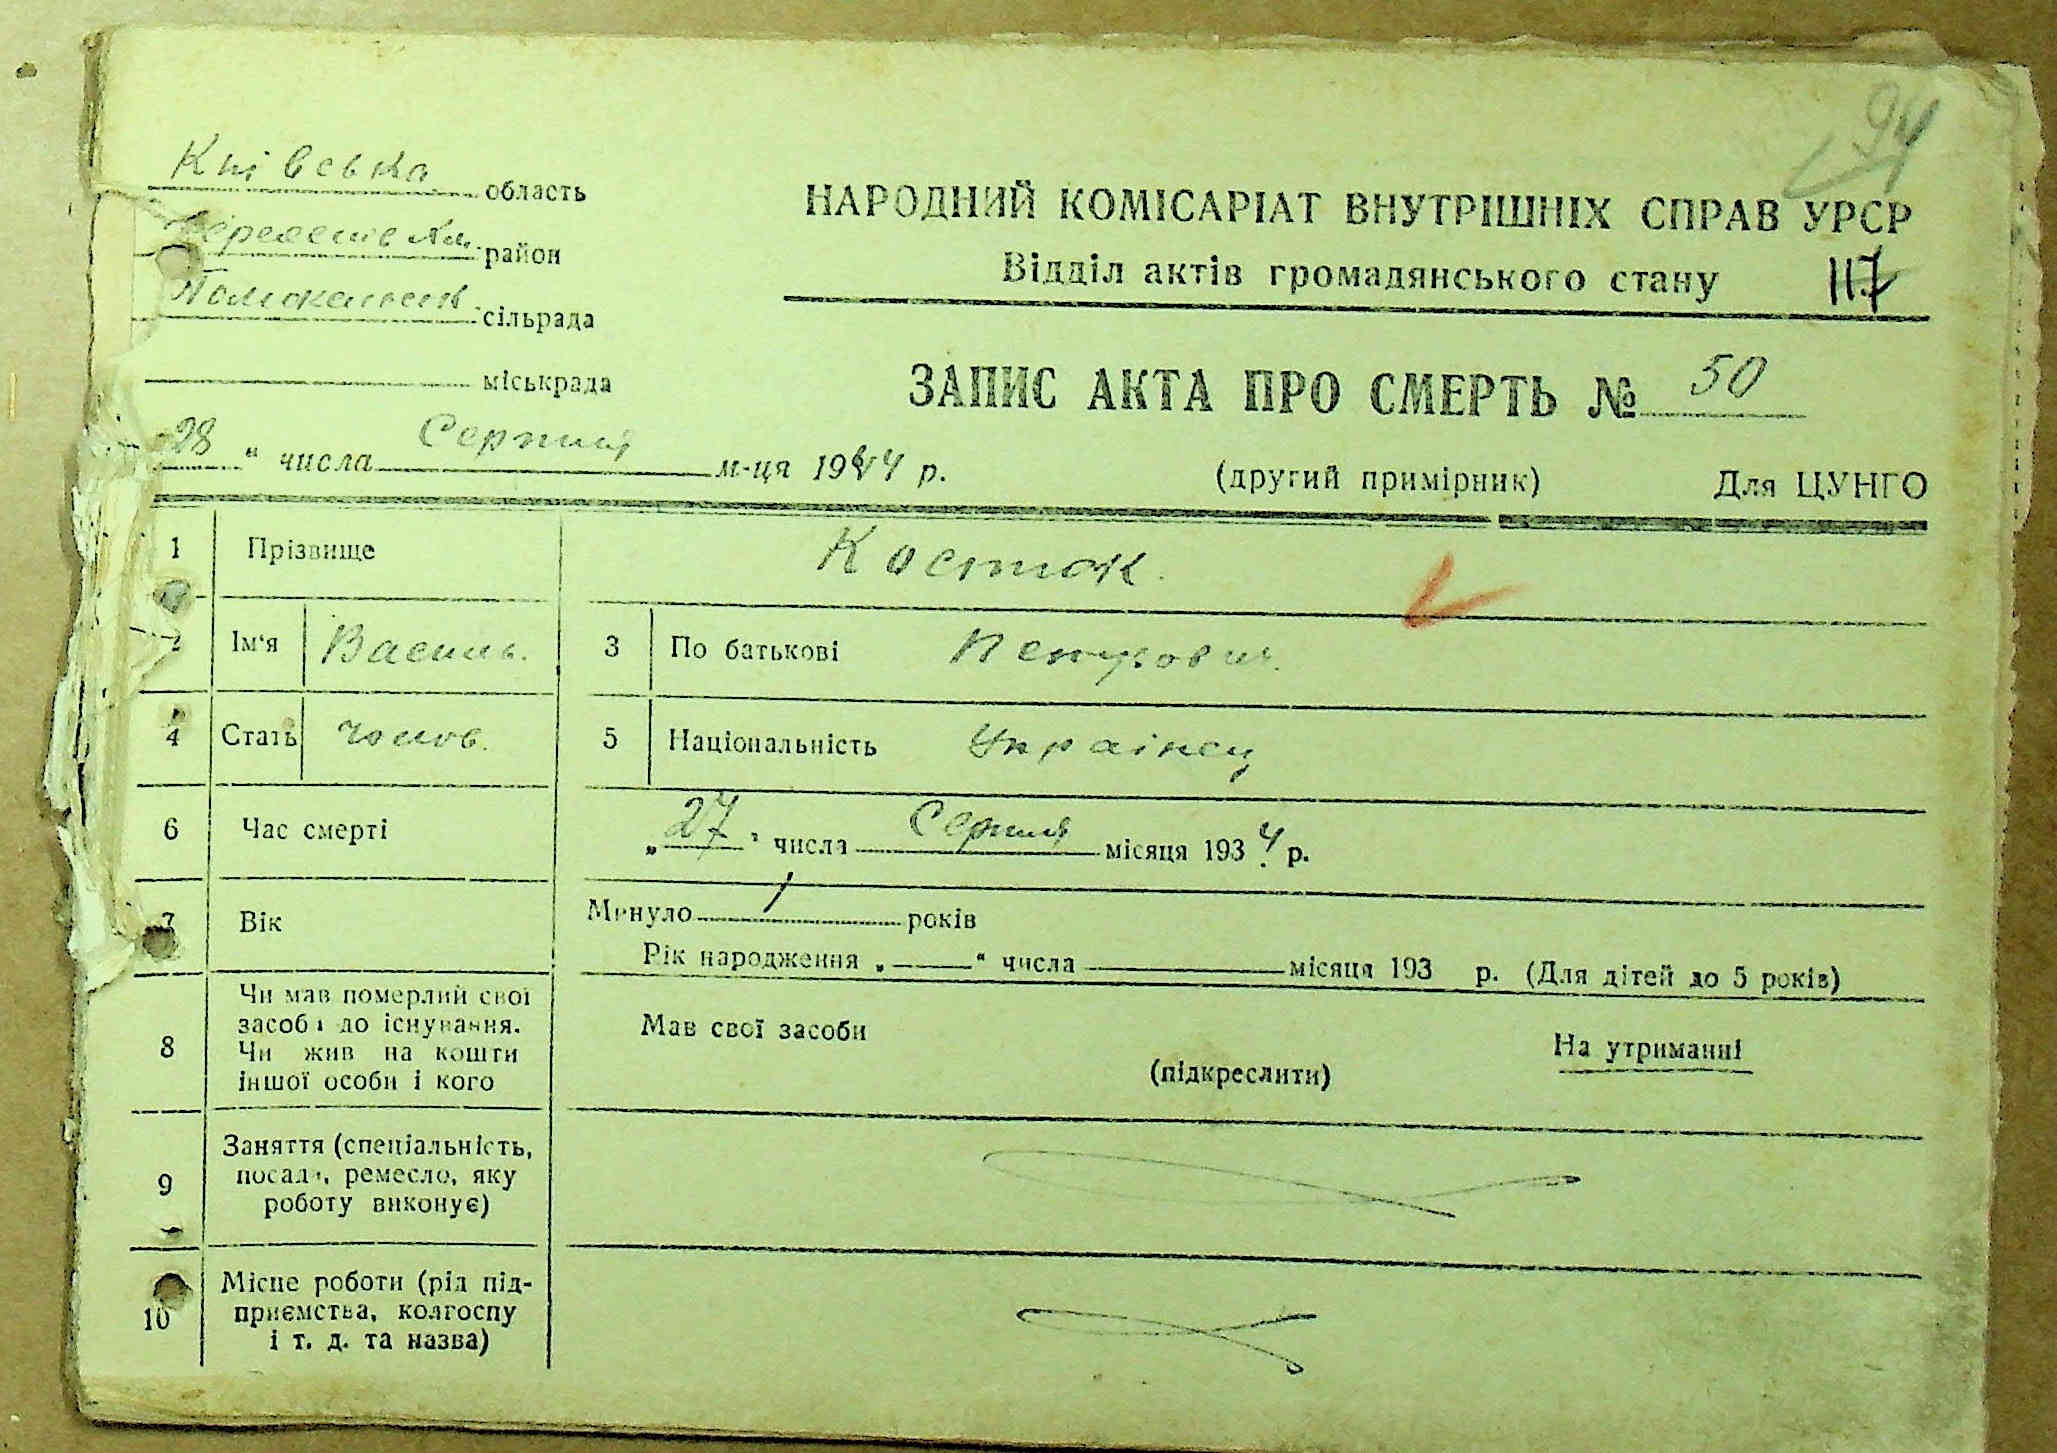 94
Київська область
район
сільрада
міськрада
НАРОДНИЙ КОМІСАРІАТ ВНУТРІШНІХ СПРАВ УРСР
Відділ актів громадянського стану 117
ЗАПИС АКТА ПРО СМЕРТЬ № 50
28 " числа Серпня м-ця 1944 р. (другий примірник) Для ЦУНГО
1 Прізвище Костюк.
2 Ім'я Василь. 3 По батькові Петрович.
4 Стать Чолов. 5 Національність Українец
6 Час смерті „27" числа Серпня місяця 1934 р.
7 Вік Минуло 1 років
Рік народження „ " числа місяця 193 р. (Для дітей до 5 років)
8 Чи мав померлий свої засоби до існування. Чи жив на кошти іншої особи і кого
Мав свої засоби
(підкреслити)
На утриманні
9 Заняття (спеціальність, посада, ремесло, яку роботу виконує)
10 Місце роботи (рід підприємства, колгоспу і т. д. та назва)